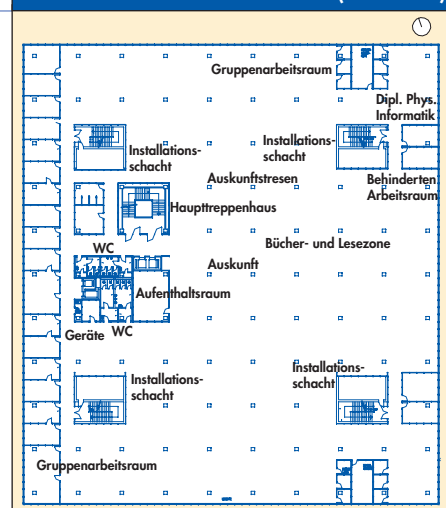 Gruppenarbeitsraum
Dipl. Phys.
Informatik
Installations-
schacht
Installations-
schacht
Auskunftstresen
Behinderten
Arbeitsraum
Haupttreppenhaus
WC
Bücher- und Lesezone
Auskunft
Aufenthaltsraum
Geräte
WC
Installations-
schacht
Installations-
schacht
Gruppenarbeitsraum